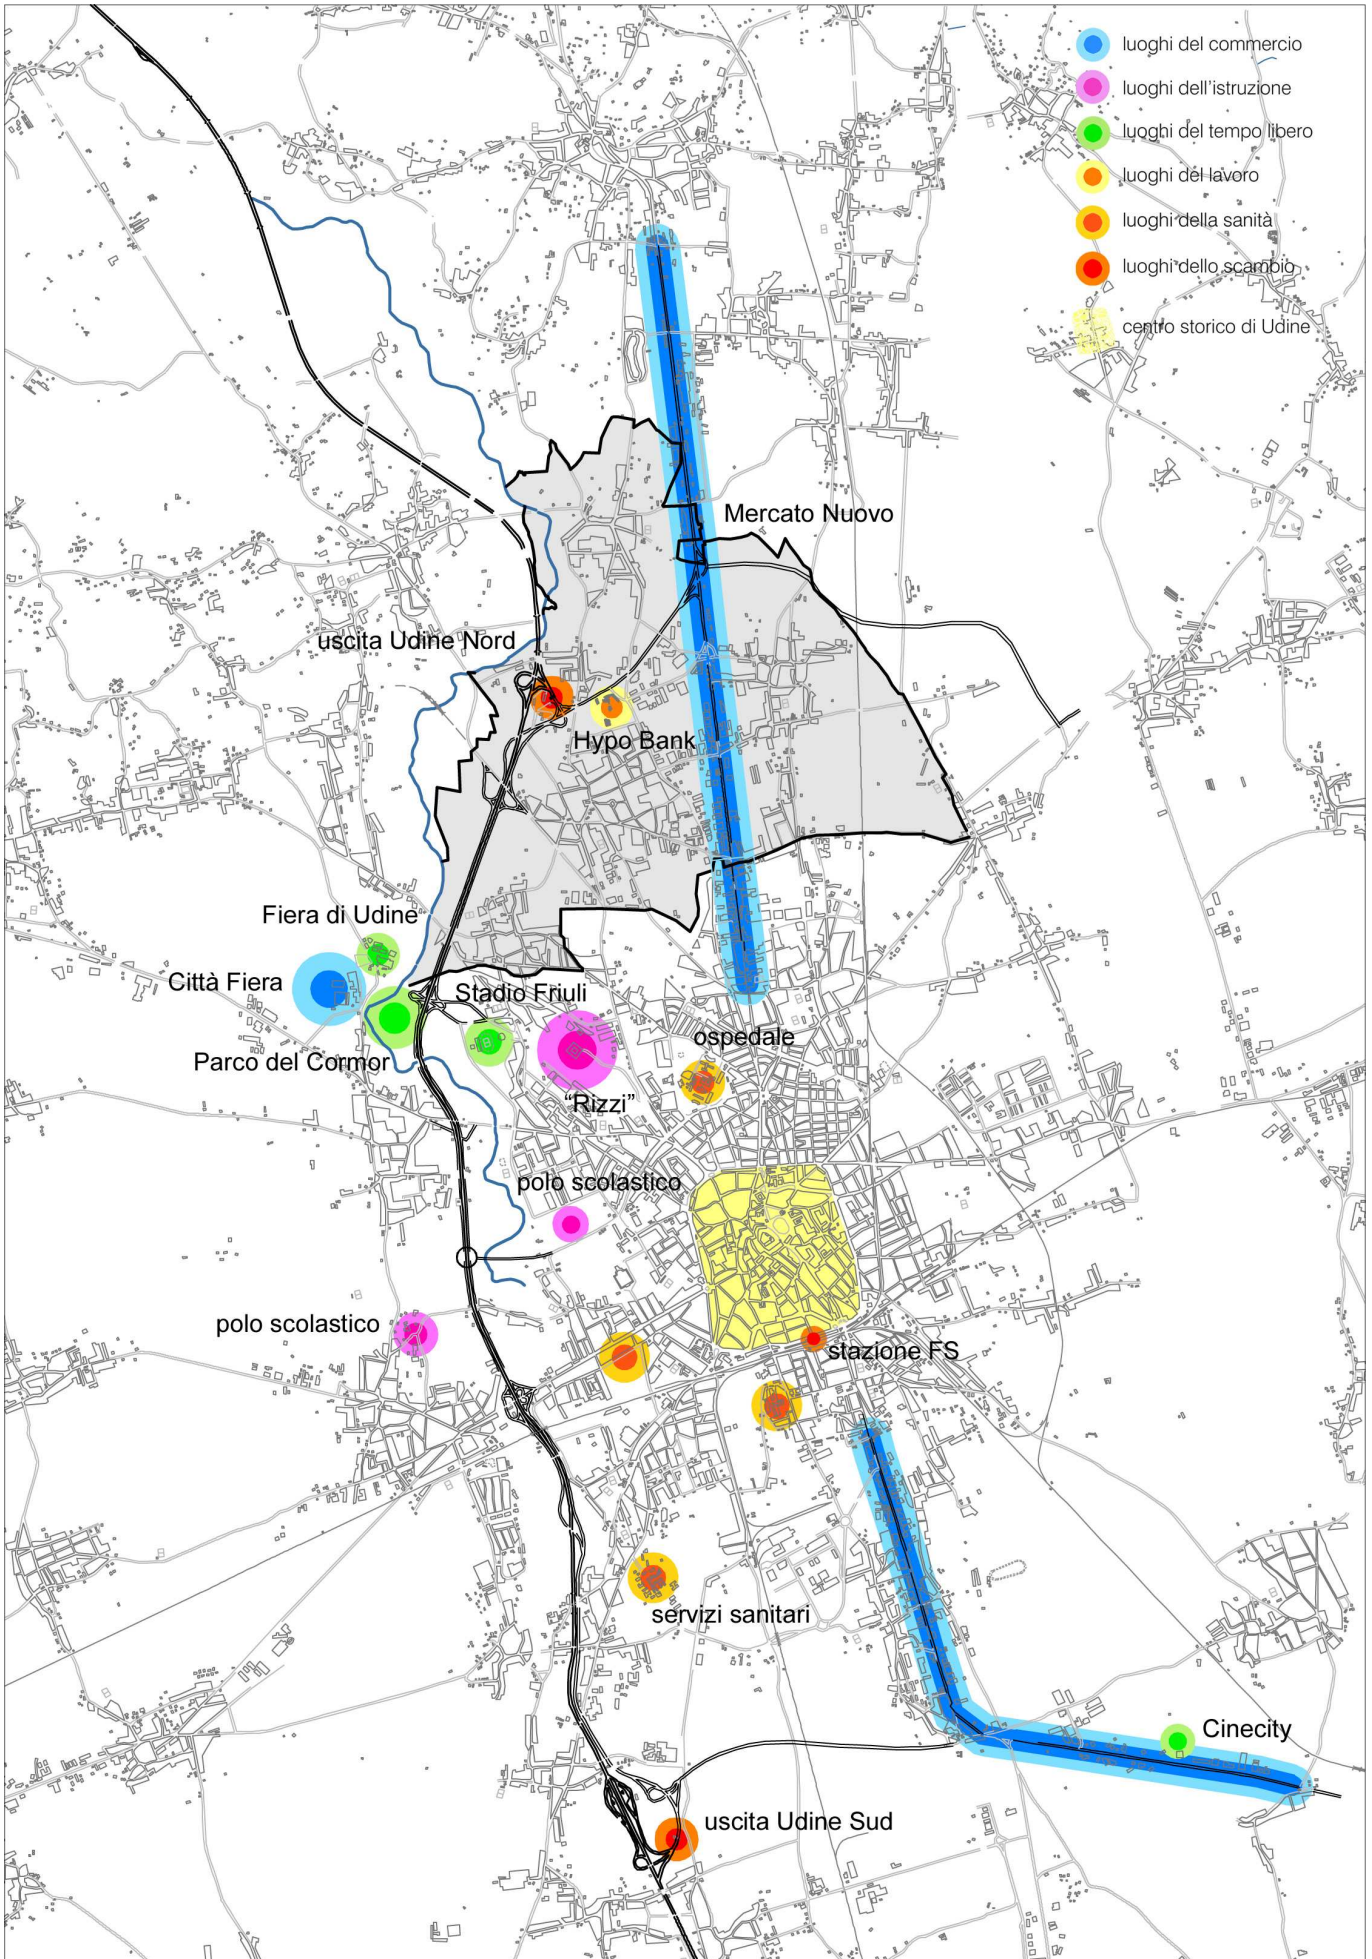 luoghi del commercio
luoghi dell'istruzione
luoghi del tempo libero
luoghi del lavoro
luoghi della sanità
luoghi dello scambio
centro storico di Udine
Mercato Nuovo
uscita Udine Nord
Hypo Bank
Fiera di Udine
Città Fiera
Stadio Friuli
Parco del Cormor
ospedale
“Rizzi”
polo scolastico
polo scolastico
stazione FS
servizi sanitari
Cinecity
uscita Udine Sud